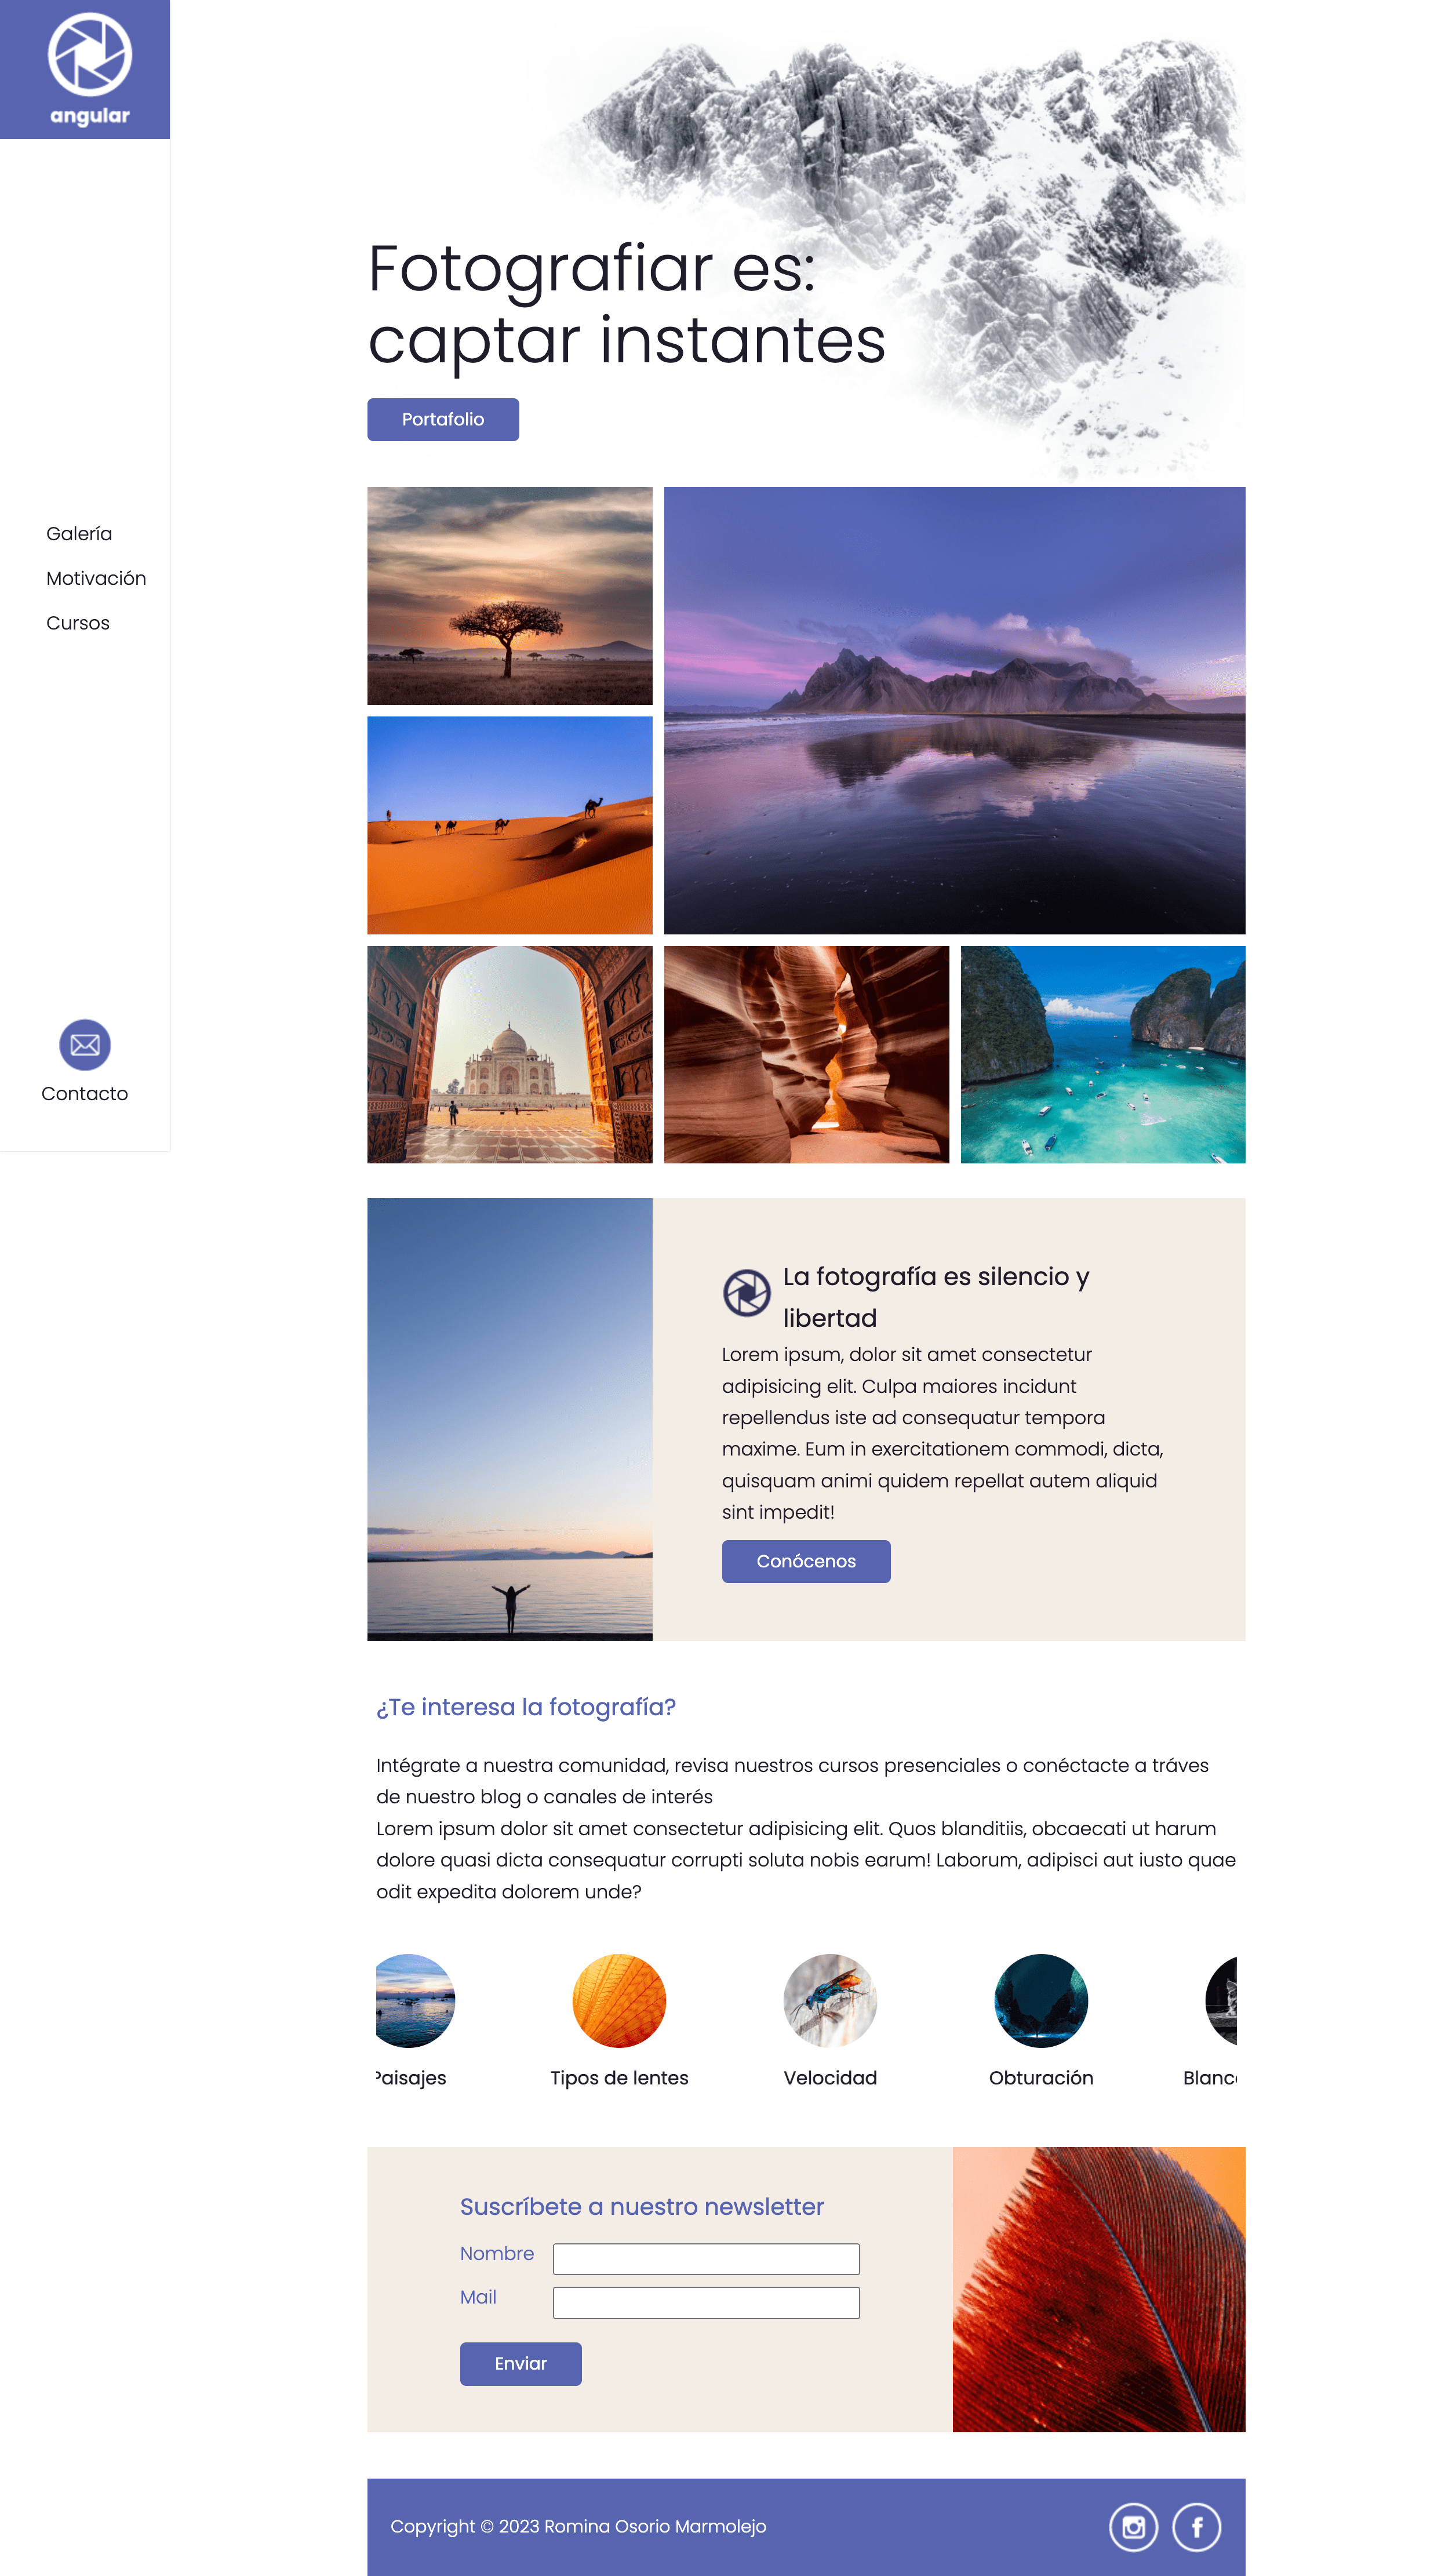 angular
Galería
Motivación
Cursos
Contacto
Fotografiar es:
captar instantes
Portafolio
La fotografía es silencio y
libertad
Lorem ipsum, dolor sit amet consectetur
adipisicing elit. Culpa maiores incidunt
repellendus iste ad consequatur tempora
maxime. Eum in exercitationem commodi, dicta,
quisquam animi quidem repellat autem aliquid
sint impedit!
Conócenos
¿Te interesa la fotografía?
Intégrate a nuestra comunidad, revisa nuestros cursos presenciales o conéctacte a tráves
de nuestro blog o canales de interés
Lorem ipsum dolor sit amet consectetur adipisicing elit. Quos blanditiis, obcaecati ut harum
dolore quasi dicta consequatur corrupti soluta nobis earum! Laborum, adipisci aut iusto quae
odit expedita dolorem unde?
Paisajes
Tipos de lentes
Velocidad
Obturación
Suscríbete a nuestro newsletter
Nombre
Mail
Enviar
Copyright © 2023 Romina Osorio Marmolejo